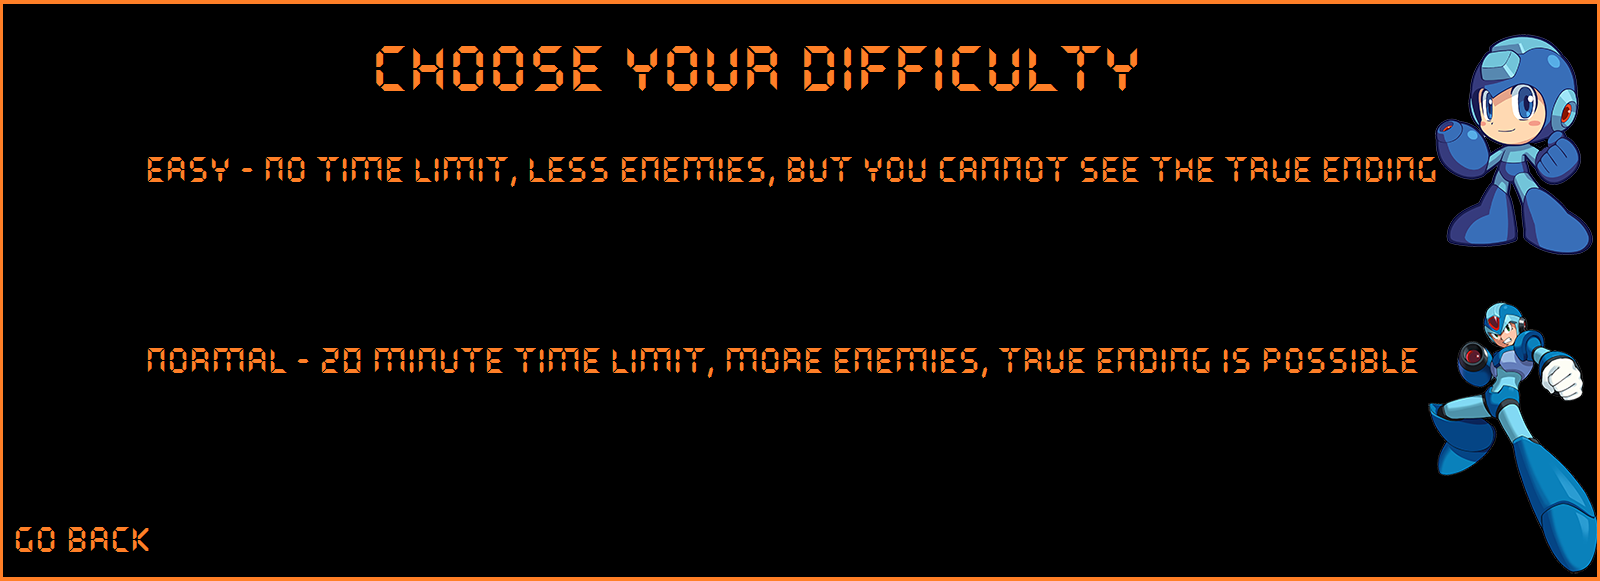 CHOOSE YOUR DIFFICULTY
EASY - NO TIME LIMIT, LESS ENEMIES, BUT YOU CANNOT SEE THE TRUE ENDING
NORMAL - 20 MINUTE TIME LIMIT, MORE ENEMIES, TRUE ENDING IS POSSIBLE
GO BACK